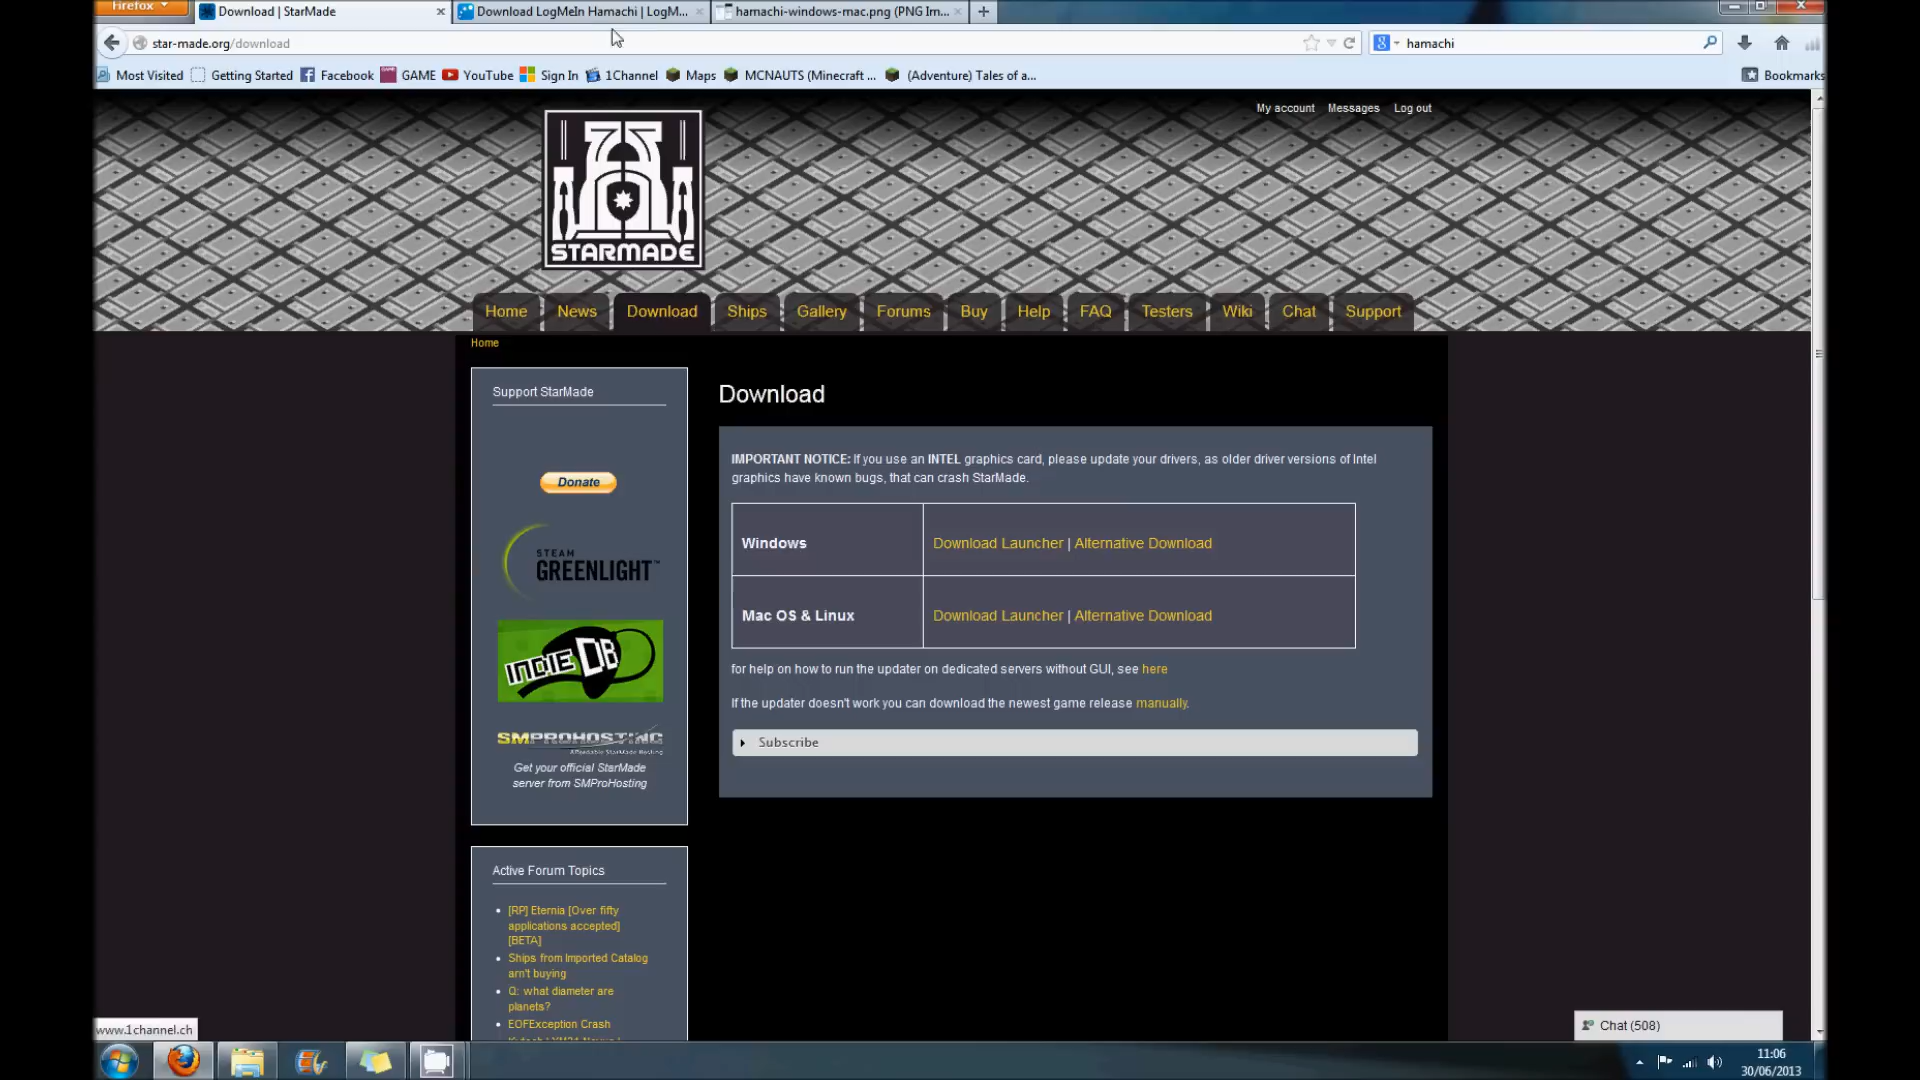 Firefox
Download | StarMade
Download LogMeIn Hamachi | LogM...
hamachi-windows-mac.png (PNG Im...
star-made.org/download
hamachi
Most Visited
Getting Started
Facebook
GAME
YouTube
Sign In
1Channel
Maps
MCNAUTS (Minecraft ...
(Adventure) Tales of a...
Bookmarks
My account
Messages
Log out
STARMADE
Home
News
Download
Ships
Gallery
Forums
Buy
Help
FAQ
Testers
Wiki
Chat
Support
Home
Support StarMade
Donate
STEAM
GREENLIGHT™
INDIE DB
SMPROHOSTING
Affordable StarMade Hosting
Get your official StarMade
server from SMProHosting
Active Forum Topics
[RP] Eternia [Over fifty
applications accepted]
[BETA]
Ships from Imported Catalog
arn't buying
Q: what diameter are
planets?
EOFException Crash
Download
IMPORTANT NOTICE: If you use an INTEL graphics card, please update your drivers, as older driver versions of Intel
graphics have known bugs, that can crash StarMade.
Windows
Download Launcher | Alternative Download
Mac OS & Linux
Download Launcher | Alternative Download
for help on how to run the updater on dedicated servers without GUI, see here
If the updater doesn't work you can download the newest game release manually.
Subscribe
www.1channel.ch
Chat (508)
11:06
30/06/2013